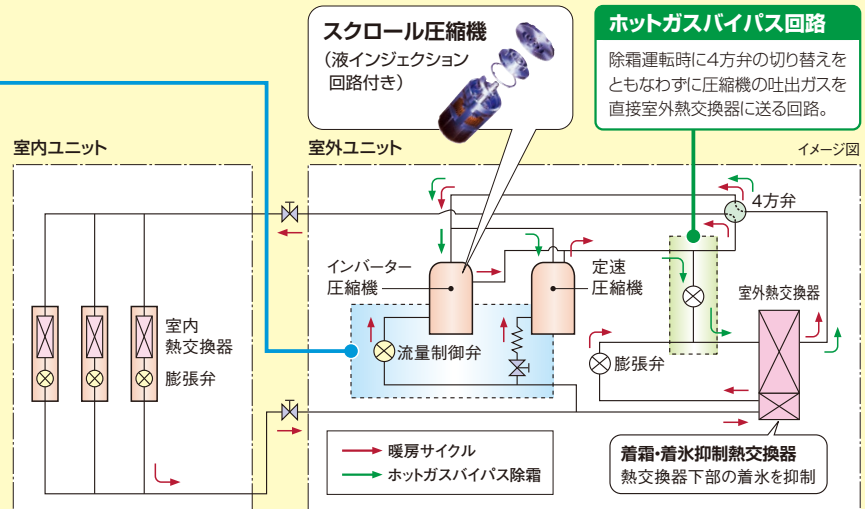 スクロール圧縮機
（液インジェクション
回路付き）
ホットガスバイパス回路
除霜運転時に4方弁の切り替えを
ともなわずに圧縮機の吐出ガスを
直接室外熱交換器に送る回路。
室内ユニット
室外ユニット
イメージ図
4方弁
インバーター
圧縮機
定速
圧縮機
室外熱交換器
室内
熱交換器
膨張弁
流量制御弁
膨張弁
暖房サイクル
ホットガスバイパス除霜
着霜・着氷抑制熱交換器
熱交換器下部の着氷を抑制